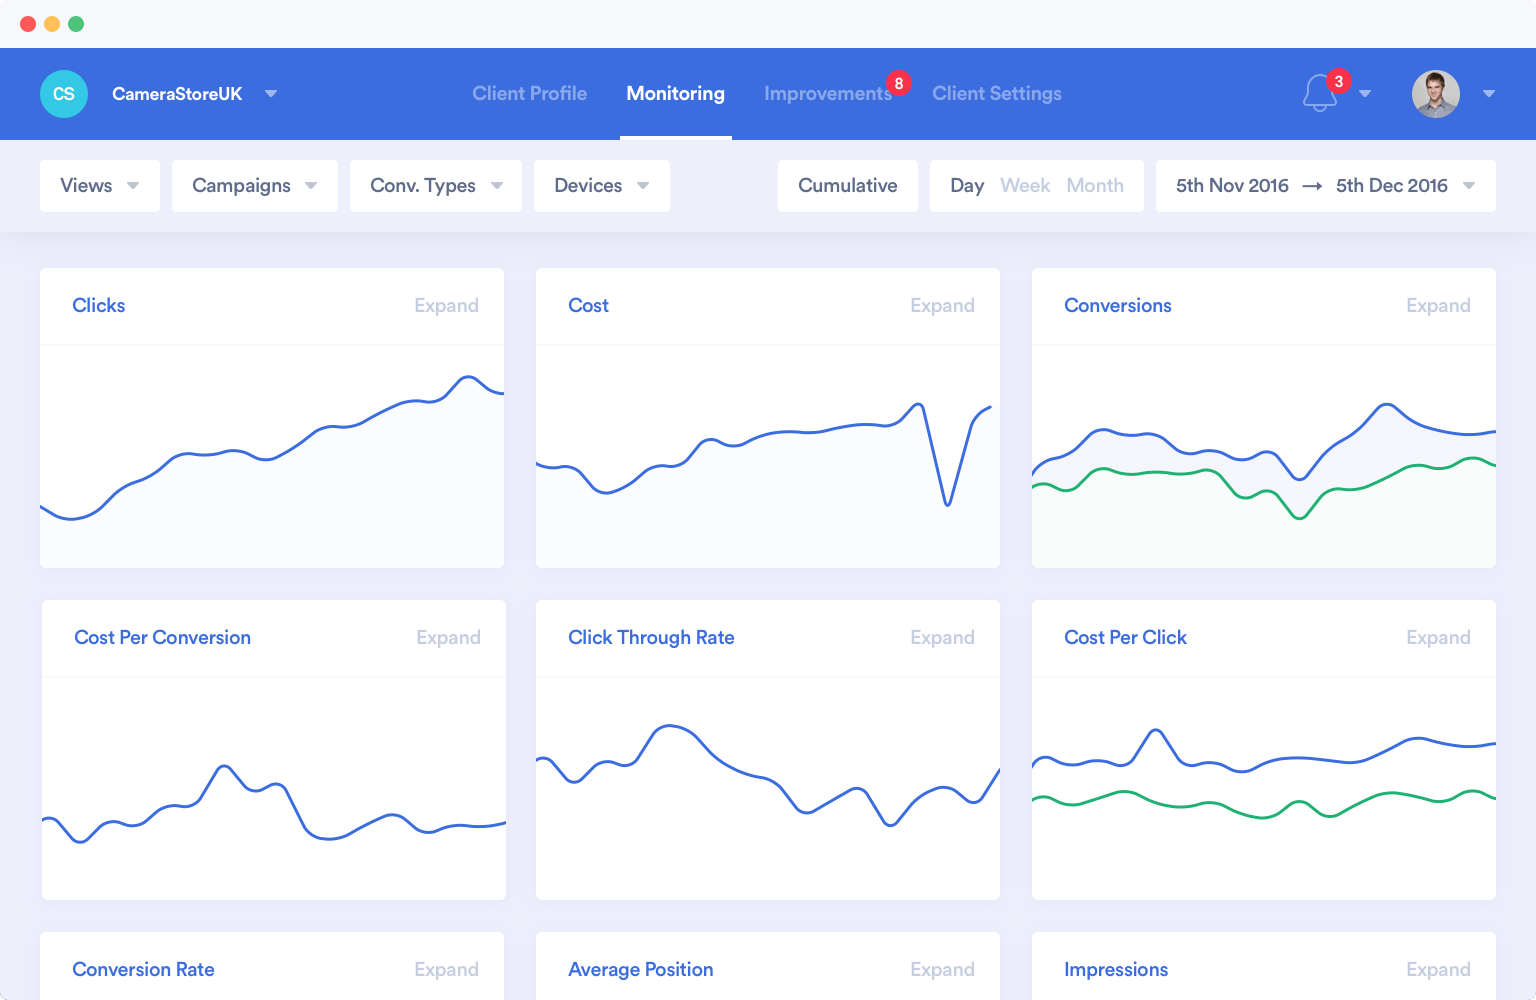 CS CameraStoreUK Client Profile Monitoring Improvements 8 Client Settings 3
Views Campaigns Conv. Types Devices Cumulative Day Week Month 5th Nov 2016 → 5th Dec 2016
Clicks Expand Cost Expand Conversions Expand
Cost Per Conversion Expand Click Through Rate Expand Cost Per Click Expand
Conversion Rate Expand Average Position Expand Impressions Expand